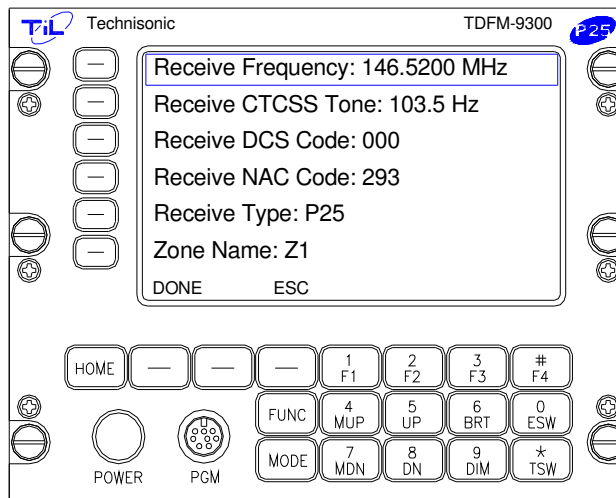 TiL Technisonic TDFM-9300 P25
Receive Frequency: 146.5200 MHz
Receive CTCSS Tone: 103.5 Hz
Receive DCS Code: 000
Receive NAC Code: 293
Receive Type: P25
Zone Name: Z1
DONE ESC
HOME 1 2 3 #
F1 F2 F3 F4
FUNC 4 5 6 0
MUP UP BRT ESW
MODE 7 8 9 *
MDN DN DIM TSW
POWER PGM